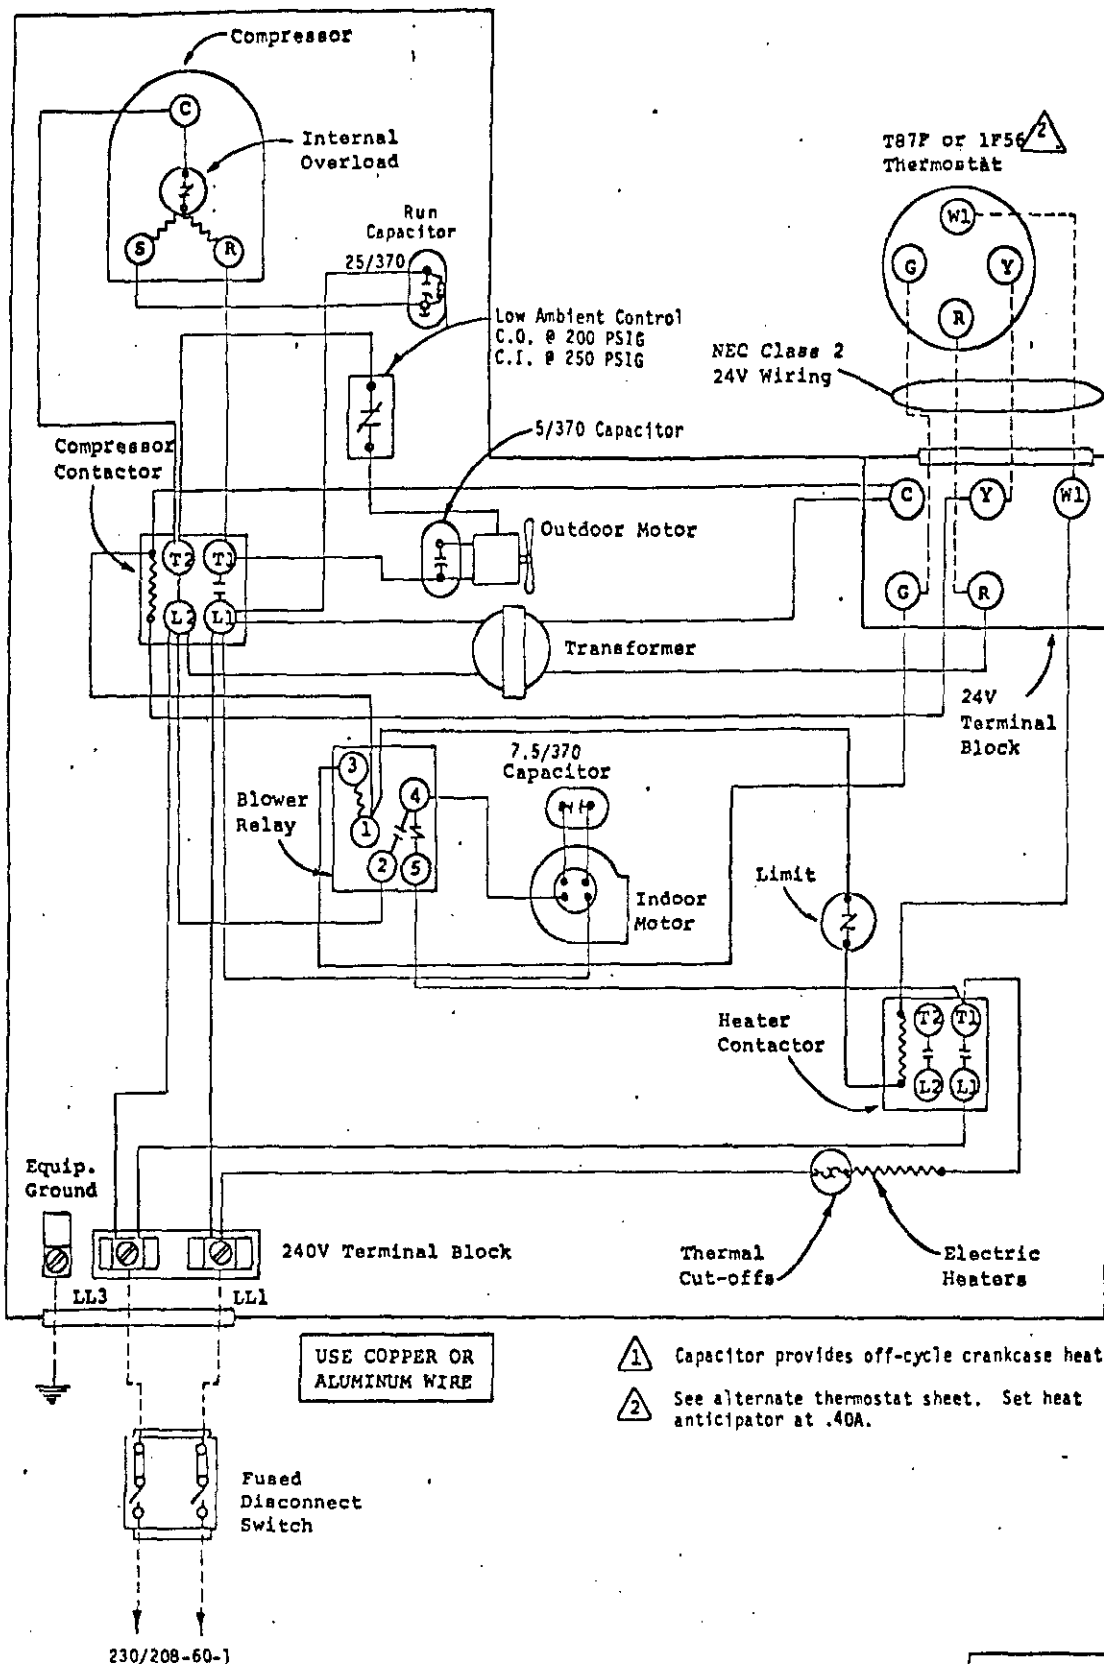 Compressor
C
Internal
Overload
S
R
Run
Capacitor
25/370
Low Ambient Control
C.O. @ 200 PSIG
C.I. @ 250 PSIG
T87F or 1F56
2
Thermostat
W1
G
Y
R
NEC Class 2
24V Wiring
5/370 Capacitor
Compressor
Contactor
Outdoor Motor
C
Y
W1
T2
T1
G
R
L2
L1
Transformer
24V
Terminal
Block
7.5/370
Capacitor
3
4
Blower
Relay
1
2
5
Limit
Indoor
Motor
Heater
Contactor
T2
T1
L2
L1
Equip.
Ground
240V Terminal Block
Thermal
Cut-offs
Electric
Heaters
LL3
LL1
USE COPPER OR
ALUMINUM WIRE
1 Capacitor provides off-cycle crankcase heat
2 See alternate thermostat sheet. Set heat
anticipator at .40A.
Fused
Disconnect
Switch
230/208-60-1